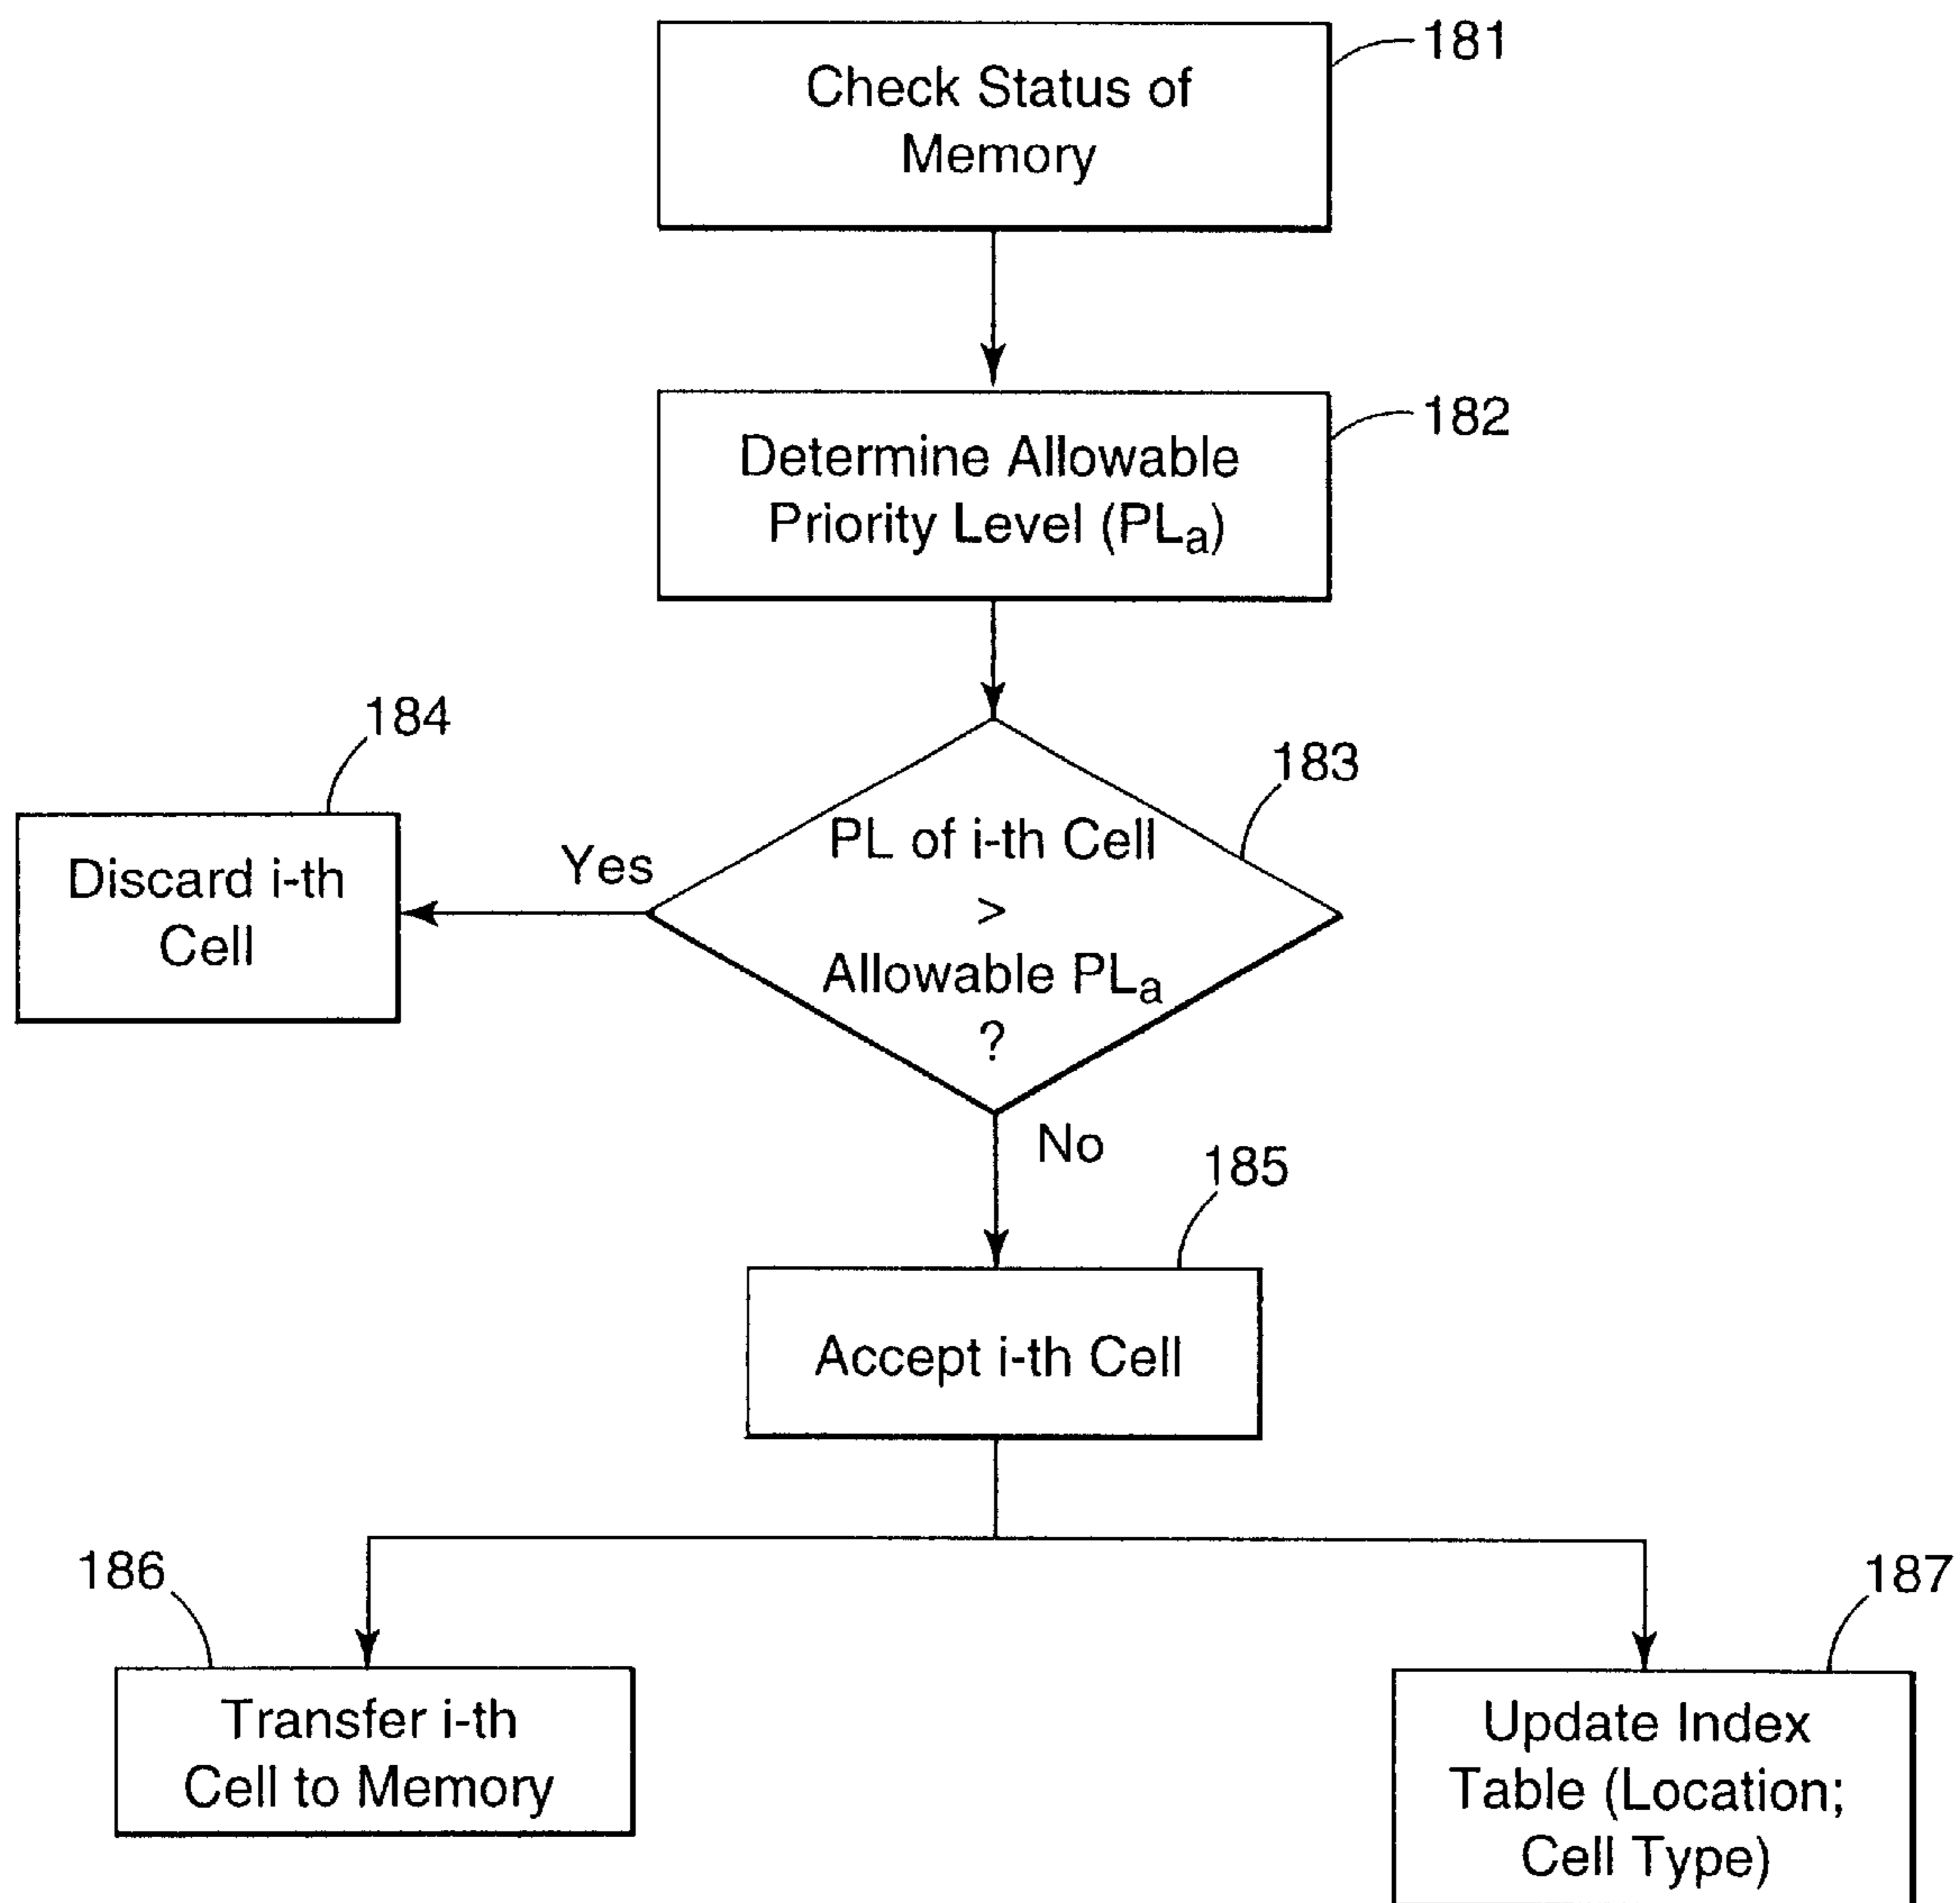 181
Check Status of
Memory
182
Determine Allowable
Priority Level (PLa)
184
183
Discard i-th
Cell
Yes
PL of i-th Cell
>
Allowable PLa
?
No
185
Accept i-th Cell
186
187
Transfer i-th
Cell to Memory
Update Index
Table (Location;
Cell Type)